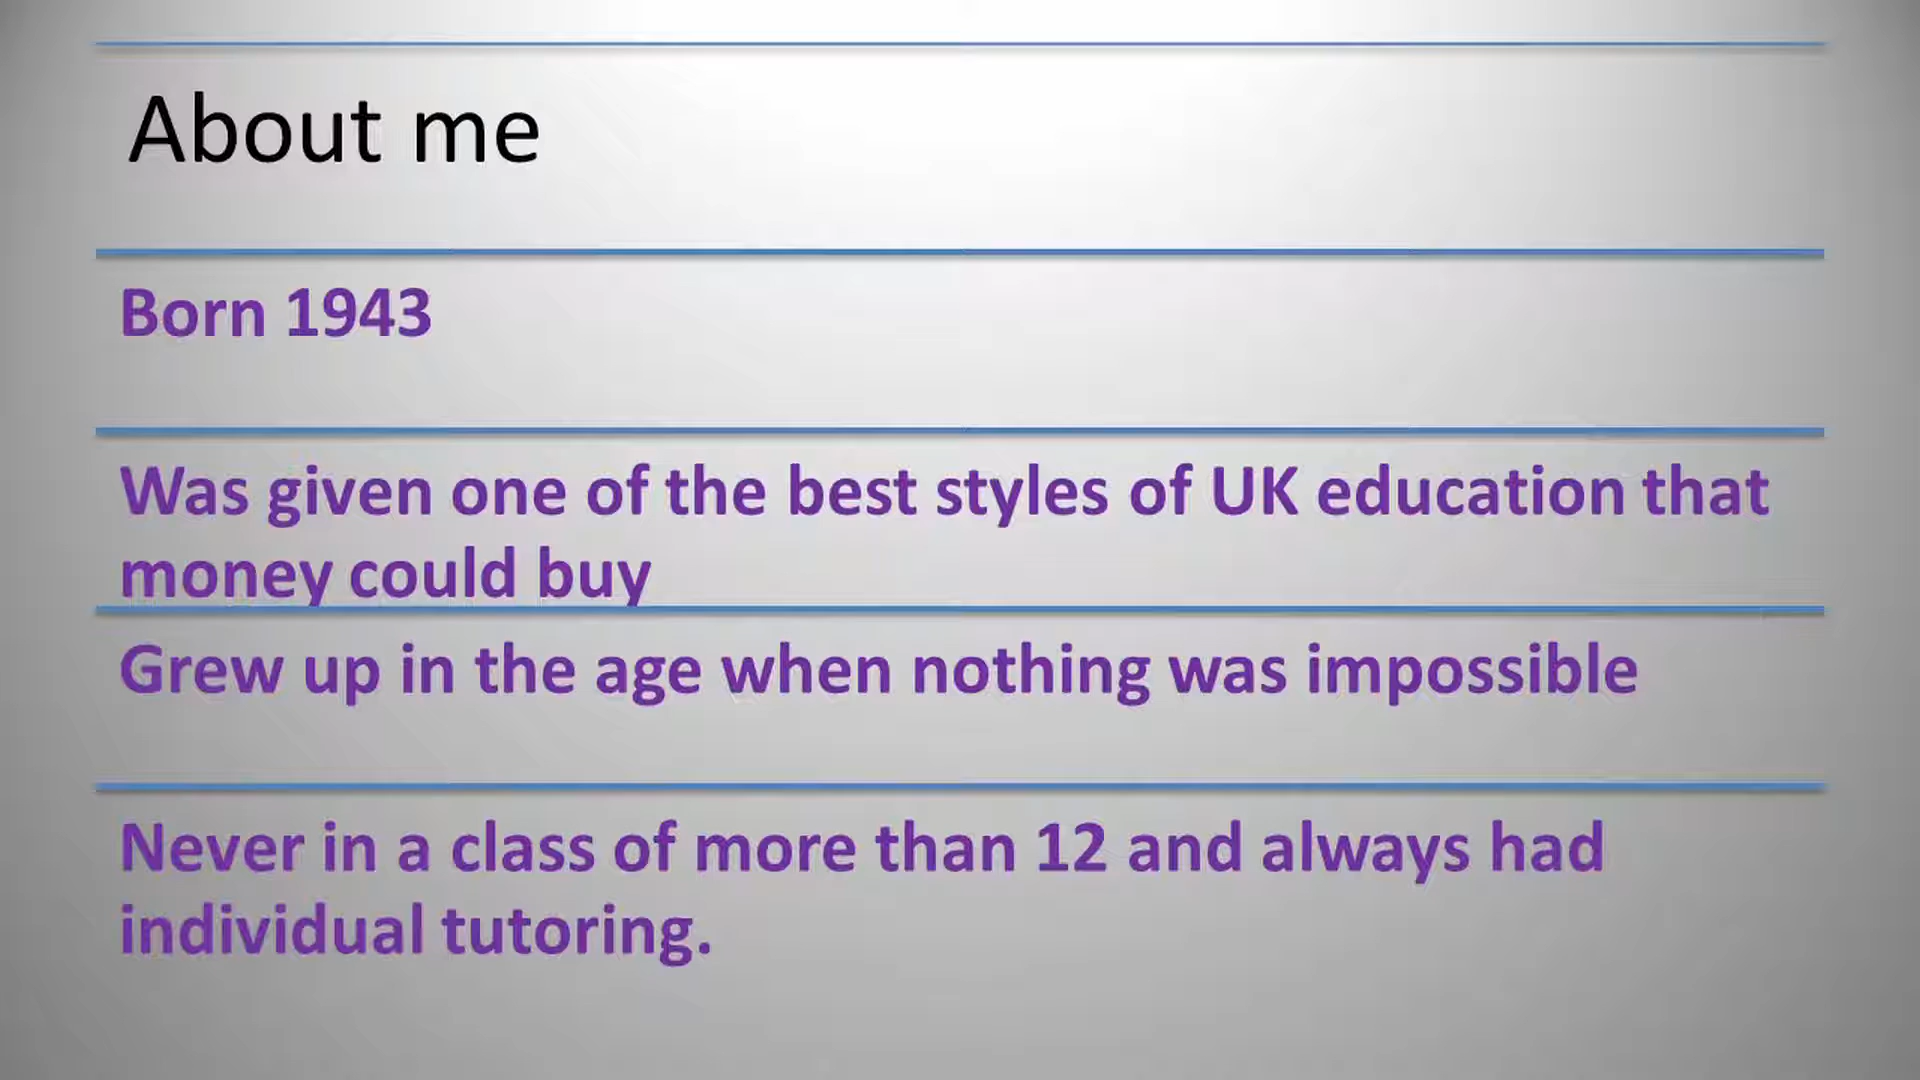 About me
Born 1943
Was given one of the best styles of UK education that
money could buy
Grew up in the age when nothing was impossible
Never in a class of more than 12 and always had
individual tutoring.